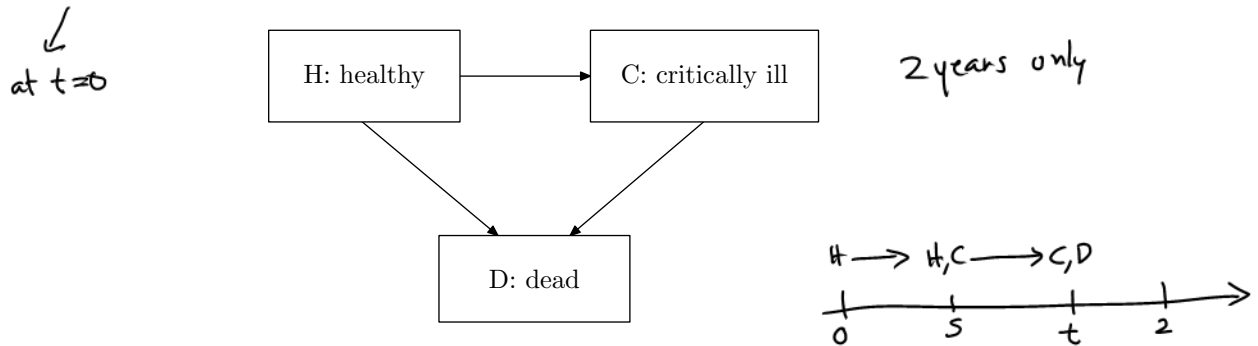 at t=0
H: healthy
C: critically ill
2 years only
D: dead
H → H,C → C,D
0 s t 2